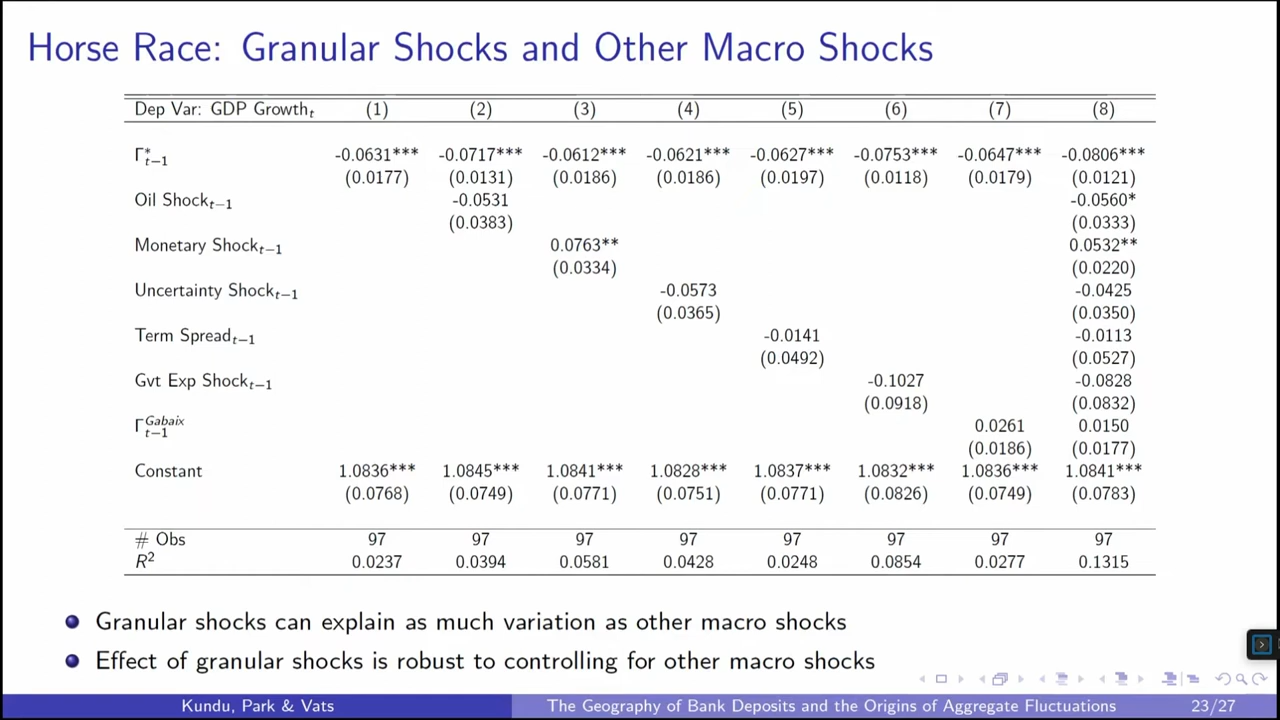 Horse Race: Granular Shocks and Other Macro Shocks
Dep Var: GDP Growth_t (1) (2) (3) (4) (5) (6) (7) (8)
Γ*_{t−1} -0.0631*** -0.0717*** -0.0612*** -0.0621*** -0.0627*** -0.0753*** -0.0647*** -0.0806***
(0.0177) (0.0131) (0.0186) (0.0186) (0.0197) (0.0118) (0.0179) (0.0121)
Oil Shock_{t−1} -0.0531 -0.0560*
(0.0383) (0.0333)
Monetary Shock_{t−1} 0.0763** 0.0532**
(0.0334) (0.0220)
Uncertainty Shock_{t−1} -0.0573 -0.0425
(0.0365) (0.0350)
Term Spread_{t−1} -0.0141 -0.0113
(0.0492) (0.0527)
Gvt Exp Shock_{t−1} -0.1027 -0.0828
(0.0918) (0.0832)
Γ^{Gabaix}_{t−1} 0.0261 0.0150
(0.0186) (0.0177)
Constant 1.0836*** 1.0845*** 1.0841*** 1.0828*** 1.0837*** 1.0832*** 1.0836*** 1.0841***
(0.0768) (0.0749) (0.0771) (0.0751) (0.0771) (0.0826) (0.0749) (0.0783)
# Obs 97 97 97 97 97 97 97 97
R² 0.0237 0.0394 0.0581 0.0428 0.0248 0.0854 0.0277 0.1315
Granular shocks can explain as much variation as other macro shocks
Effect of granular shocks is robust to controlling for other macro shocks
Kundu, Park & Vats The Geography of Bank Deposits and the Origins of Aggregate Fluctuations 23/27